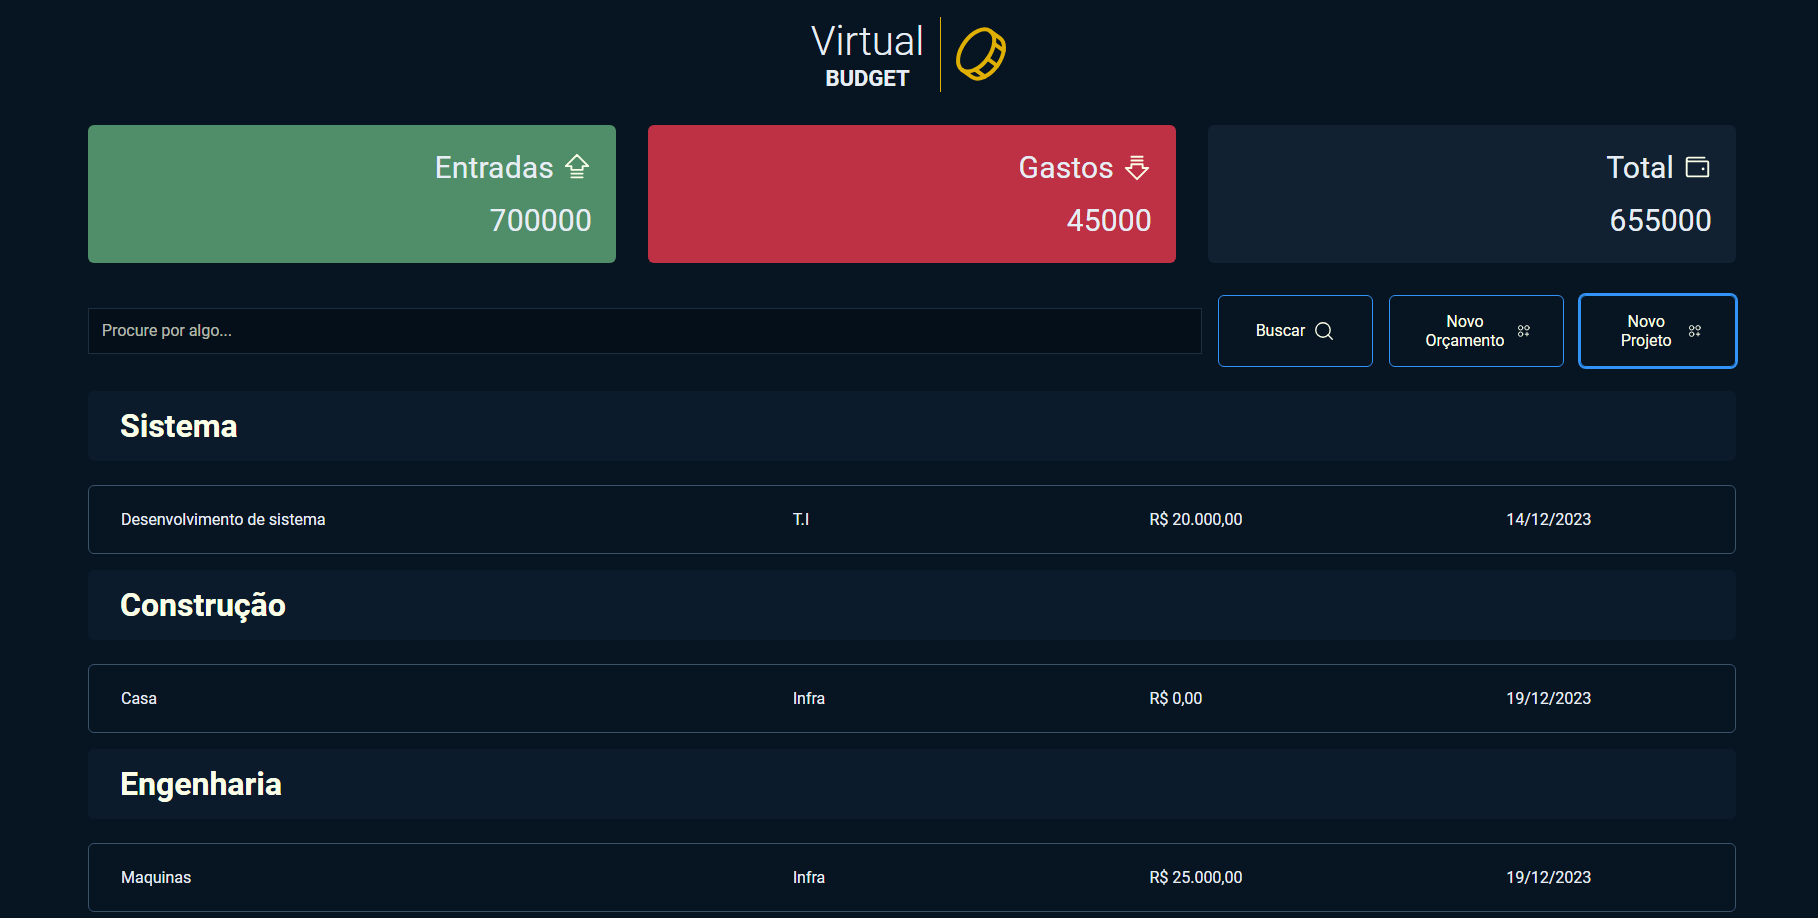 Virtual
BUDGET
Entradas
700000
Gastos
45000
Total
655000
Procure por algo...
Buscar
Novo
Orçamento
Novo
Projeto
Sistema
Desenvolvimento de sistema T.I R$ 20.000,00 14/12/2023
Construção
Casa Infra R$ 0,00 19/12/2023
Engenharia
Maquinas Infra R$ 25.000,00 19/12/2023